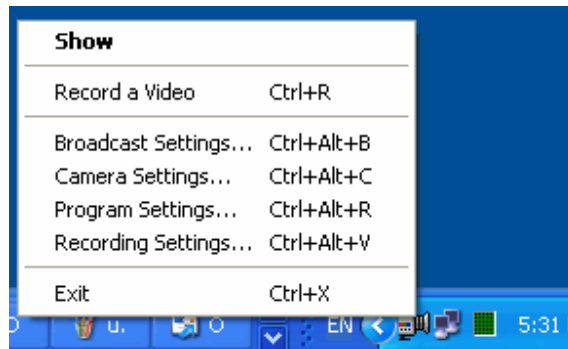 Show
Record a Video Ctrl+R
Broadcast Settings... Ctrl+Alt+B
Camera Settings... Ctrl+Alt+C
Program Settings... Ctrl+Alt+R
Recording Settings... Ctrl+Alt+V
Exit Ctrl+X
u. O EN 5:31